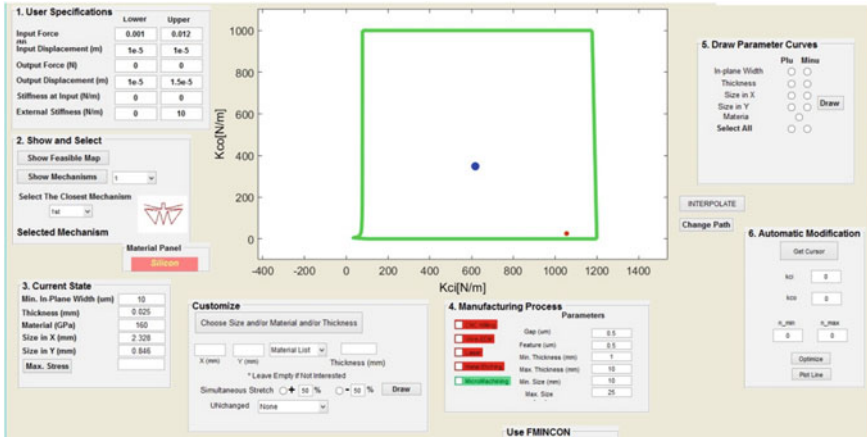 1. User Specifications
Lower Upper
Input Force 0.001 0.012
Input Displacement (m) 1e-5 1e-5
Output Force (N) 0 0
Output Displacement (m) 1e-5 1.5e-5
Stiffness at Input (N/m) 0 0
External Stiffness (N/m) 0 10
2. Show and Select
Show Feasible Map
Show Mechanisms 1
Select The Closest Mechanism
1st
Selected Mechanism
Material Panel
Silicon
3. Current State
Min. In-Plane Width (um) 10
Thickness (mm) 0.025
Material (GPa) 160
Size in X (mm) 2.328
Size in Y (mm) 0.846
Max. Stress
Kco[N/m]
1000
800
600
400
200
0
-400 -200 0 200 400 600 800 1000 1200 1400
Kci[N/m]
Customize
Choose Size and/or Material and/or Thickness
Material List
X (mm) Y (mm) Thickness (mm)
* Leave Empty if Not Interested
Simultaneous Stretch + 50 % - 50 % Draw
UNchanged None
4. Manufacturing Process
Parameters
MicroMachining
Gap (um) 0.5
Feature (um) 0.5
Min. Thickness (mm) 1
Max. Thickness (mm) 10
Min. Size (mm) 10
Max. Size 25
Use FMINCON
5. Draw Parameter Curves
Plu Minu
In-plane Width
Thickness
Size in X
Size in Y
Draw
Materia
Select All
INTERPOLATE
Change Path
6. Automatic Modification
Get Cursor
kci 0
kco 0
n_min n_max
0 0
Optimize
Plot Line